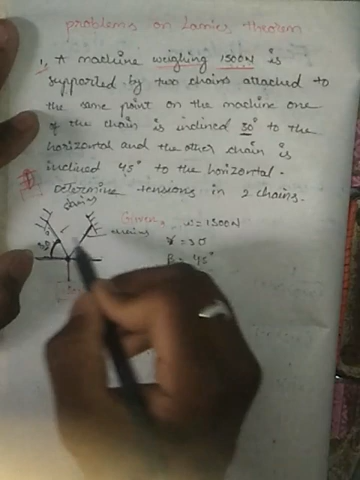 problems on Lamies theorem
1. A machine weighing 1500N is
supported by two chains attached to
the same point on the machine one
of the chain is inclined 30° to the
horizontal and the other chain is
inclined 45° to the horizontal.
Determine tensions in 2 chains.
chains
Given, w = 1500N
chains
= 30
β = 45°